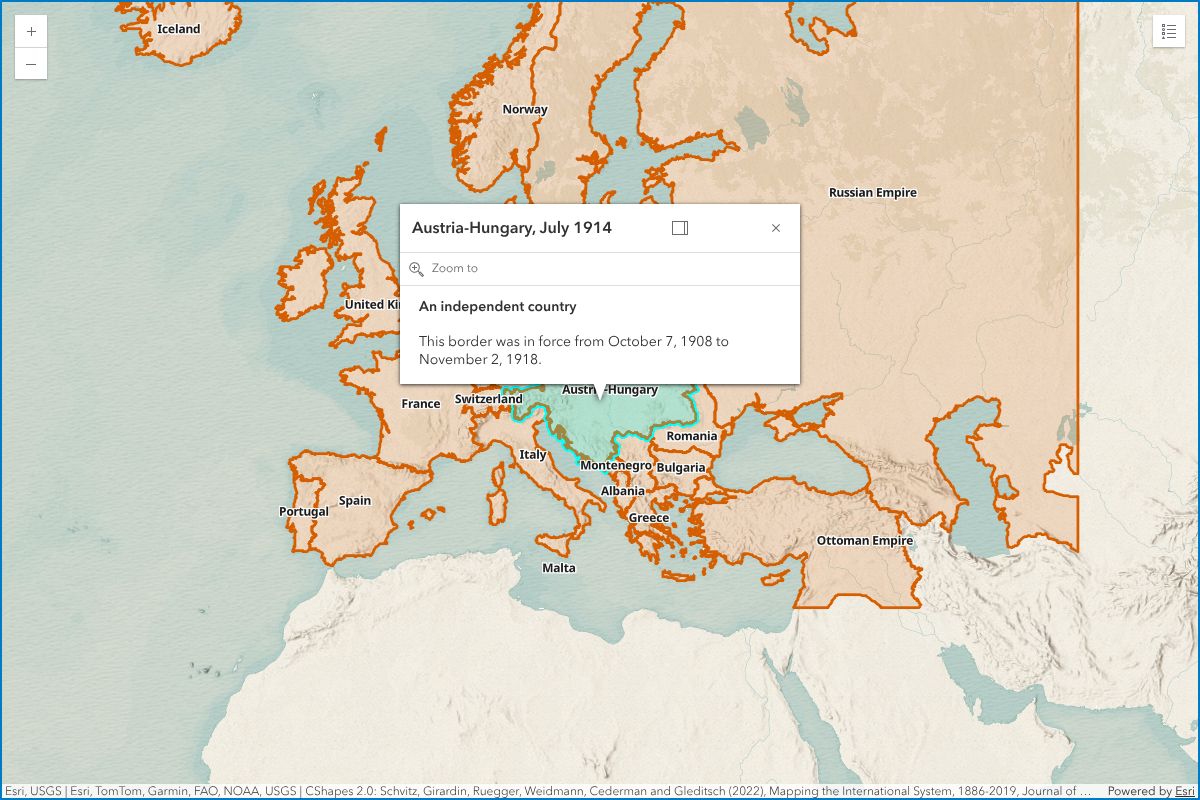 Iceland
+
−
Norway
Russian Empire
Austria-Hungary, July 1914
×
Zoom to
An independent country
This border was in force from October 7, 1908 to
November 2, 1918.
United Ki
Austria-Hungary
Switzerland
France
Romania
Italy
Montenegro
Bulgaria
Albania
Spain
Portugal
Greece
Ottoman Empire
Malta
Esri, USGS | Esri, TomTom, Garmin, FAO, NOAA, USGS | CShapes 2.0: Schvitz, Girardin, Ruegger, Weidmann, Cederman and Gleditsch (2022), Mapping the International System, 1886-2019, Journal of ...
Powered by Esri